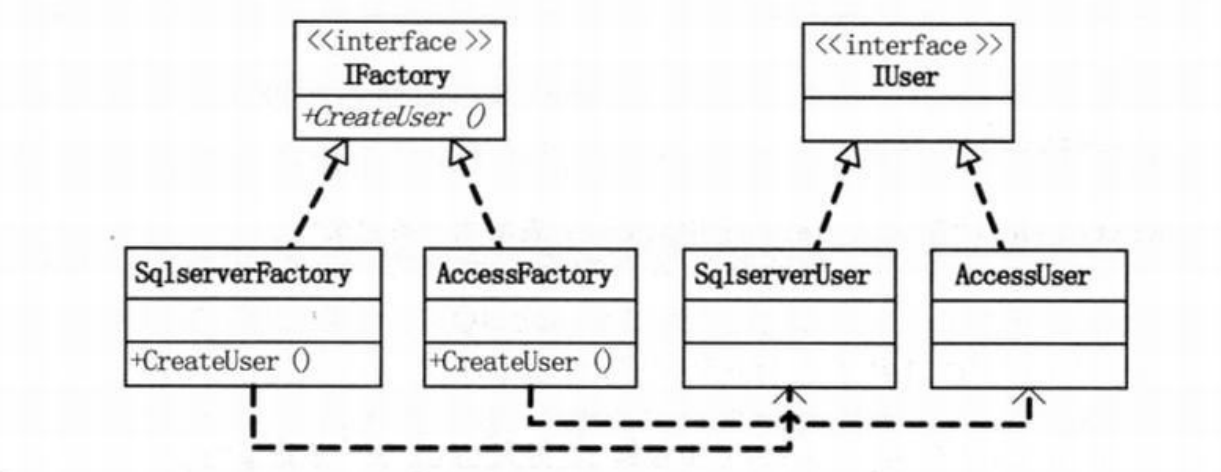 <<interface >>
IFactory
+CreateUser ()
<<interface >>
IUser
SqlserverFactory
+CreateUser ()
AccessFactory
+CreateUser ()
SqlserverUser
AccessUser